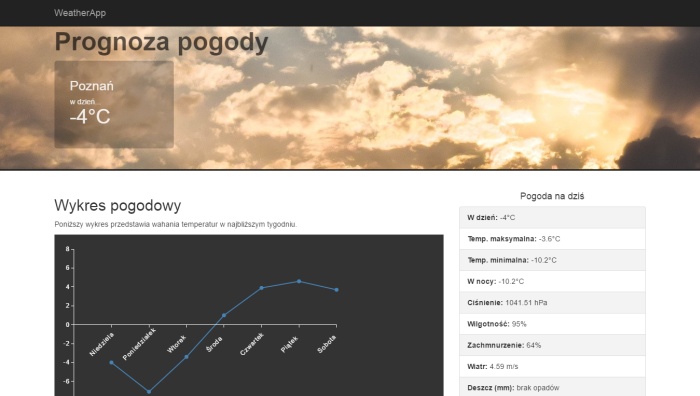 WeatherApp
Prognoza pogody
Poznań
w dzień..
-4°C
Wykres pogodowy
Poniższy wykres przedstawia wahania temperatur w najbliższym tygodniu.
8
6
4
2
0
-2
-4
-6
Niedziela
Poniedziałek
Wtorek
Środa
Czwartek
Piątek
Sobota
Pogoda na dziś
W dzień: -4°C
Temp. maksymalna: -3.6°C
Temp. minimalna: -10.2°C
W nocy: -10.2°C
Ciśnienie: 1041.51 hPa
Wilgotność: 95%
Zachmnurzenie: 64%
Wiatr: 4.59 m/s
Deszcz (mm): brak opadów